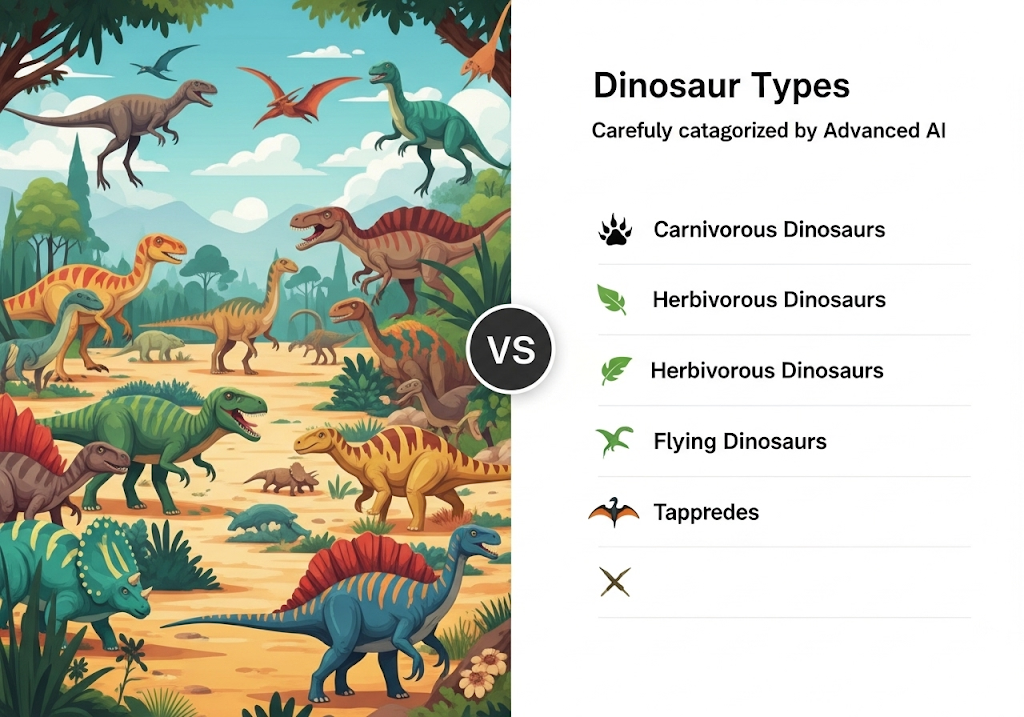 Dinosaur Types
Carefuly catagorized by Advanced AI
Carnivorous Dinosaurs
Herbivorous Dinosaurs
VS
Herbivorous Dinosaurs
Flying Dinosaurs
Tappredes